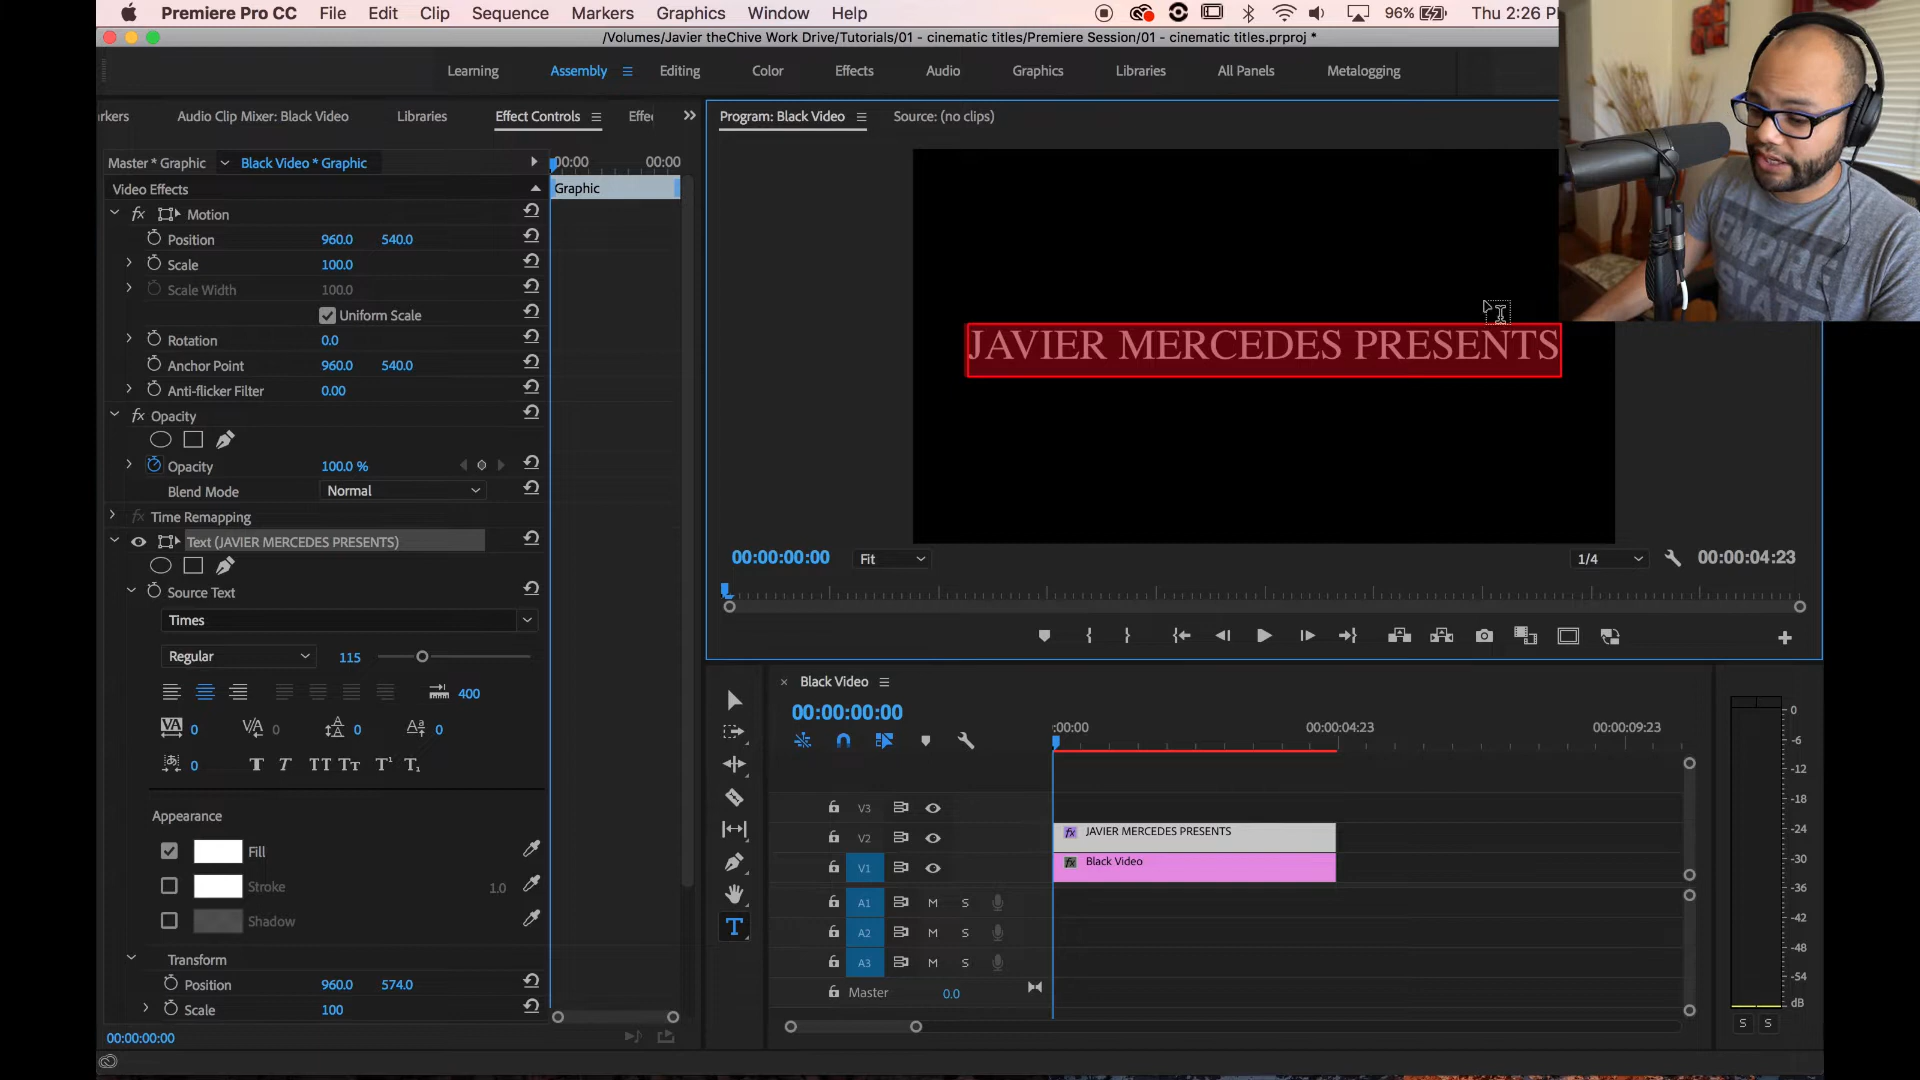 Premiere Pro CC File Edit Clip Sequence Markers Graphics Window Help 96% Thu 2:26
/Volumes/Javier theChive Work Drive/Tutorials/01 - cinematic titles/Premiere Session/01 - cinematic titles.prproj *
Learning Assembly Editing Color Effects Audio Graphics Libraries All Panels Metalogging
Audio Clip Mixer: Black Video Libraries Effect Controls
Program: Black Video Source: (no clips)
Master * Graphic Black Video * Graphic :00:00 00:00
Video Effects Graphic
fx Motion
Position 960.0 540.0
Scale 100.0
Scale Width 100.0
Uniform Scale
Rotation 0.0
Anchor Point 960.0 540.0
Anti-flicker Filter 0.00
fx Opacity
Opacity 100.0 %
Blend Mode Normal
fx Time Remapping
Text (JAVIER MERCEDES PRESENTS)
Source Text
Times
Regular 115
400
VA 0 VA 0 0 0
0 T T TT TT T¹ T₁
Appearance
Fill
Stroke 1.0
Shadow
Transform
Position 960.0 574.0
Scale 100
00:00:00:00
JAVIER MERCEDES PRESENTS
EMPIRE
STATE
00:00:00:00 Fit 1/4 00:00:04:23
Black Video
00:00:00:00
:00:00 00:00:04:23 00:00:09:23
V3
V2 fx JAVIER MERCEDES PRESENTS
V1 fx Black Video
A1 M S
A2 M S
A3 M S
Master 0.0
T
0
-6
-12
-18
-24
-30
-36
-42
-48
-54
dB
S S